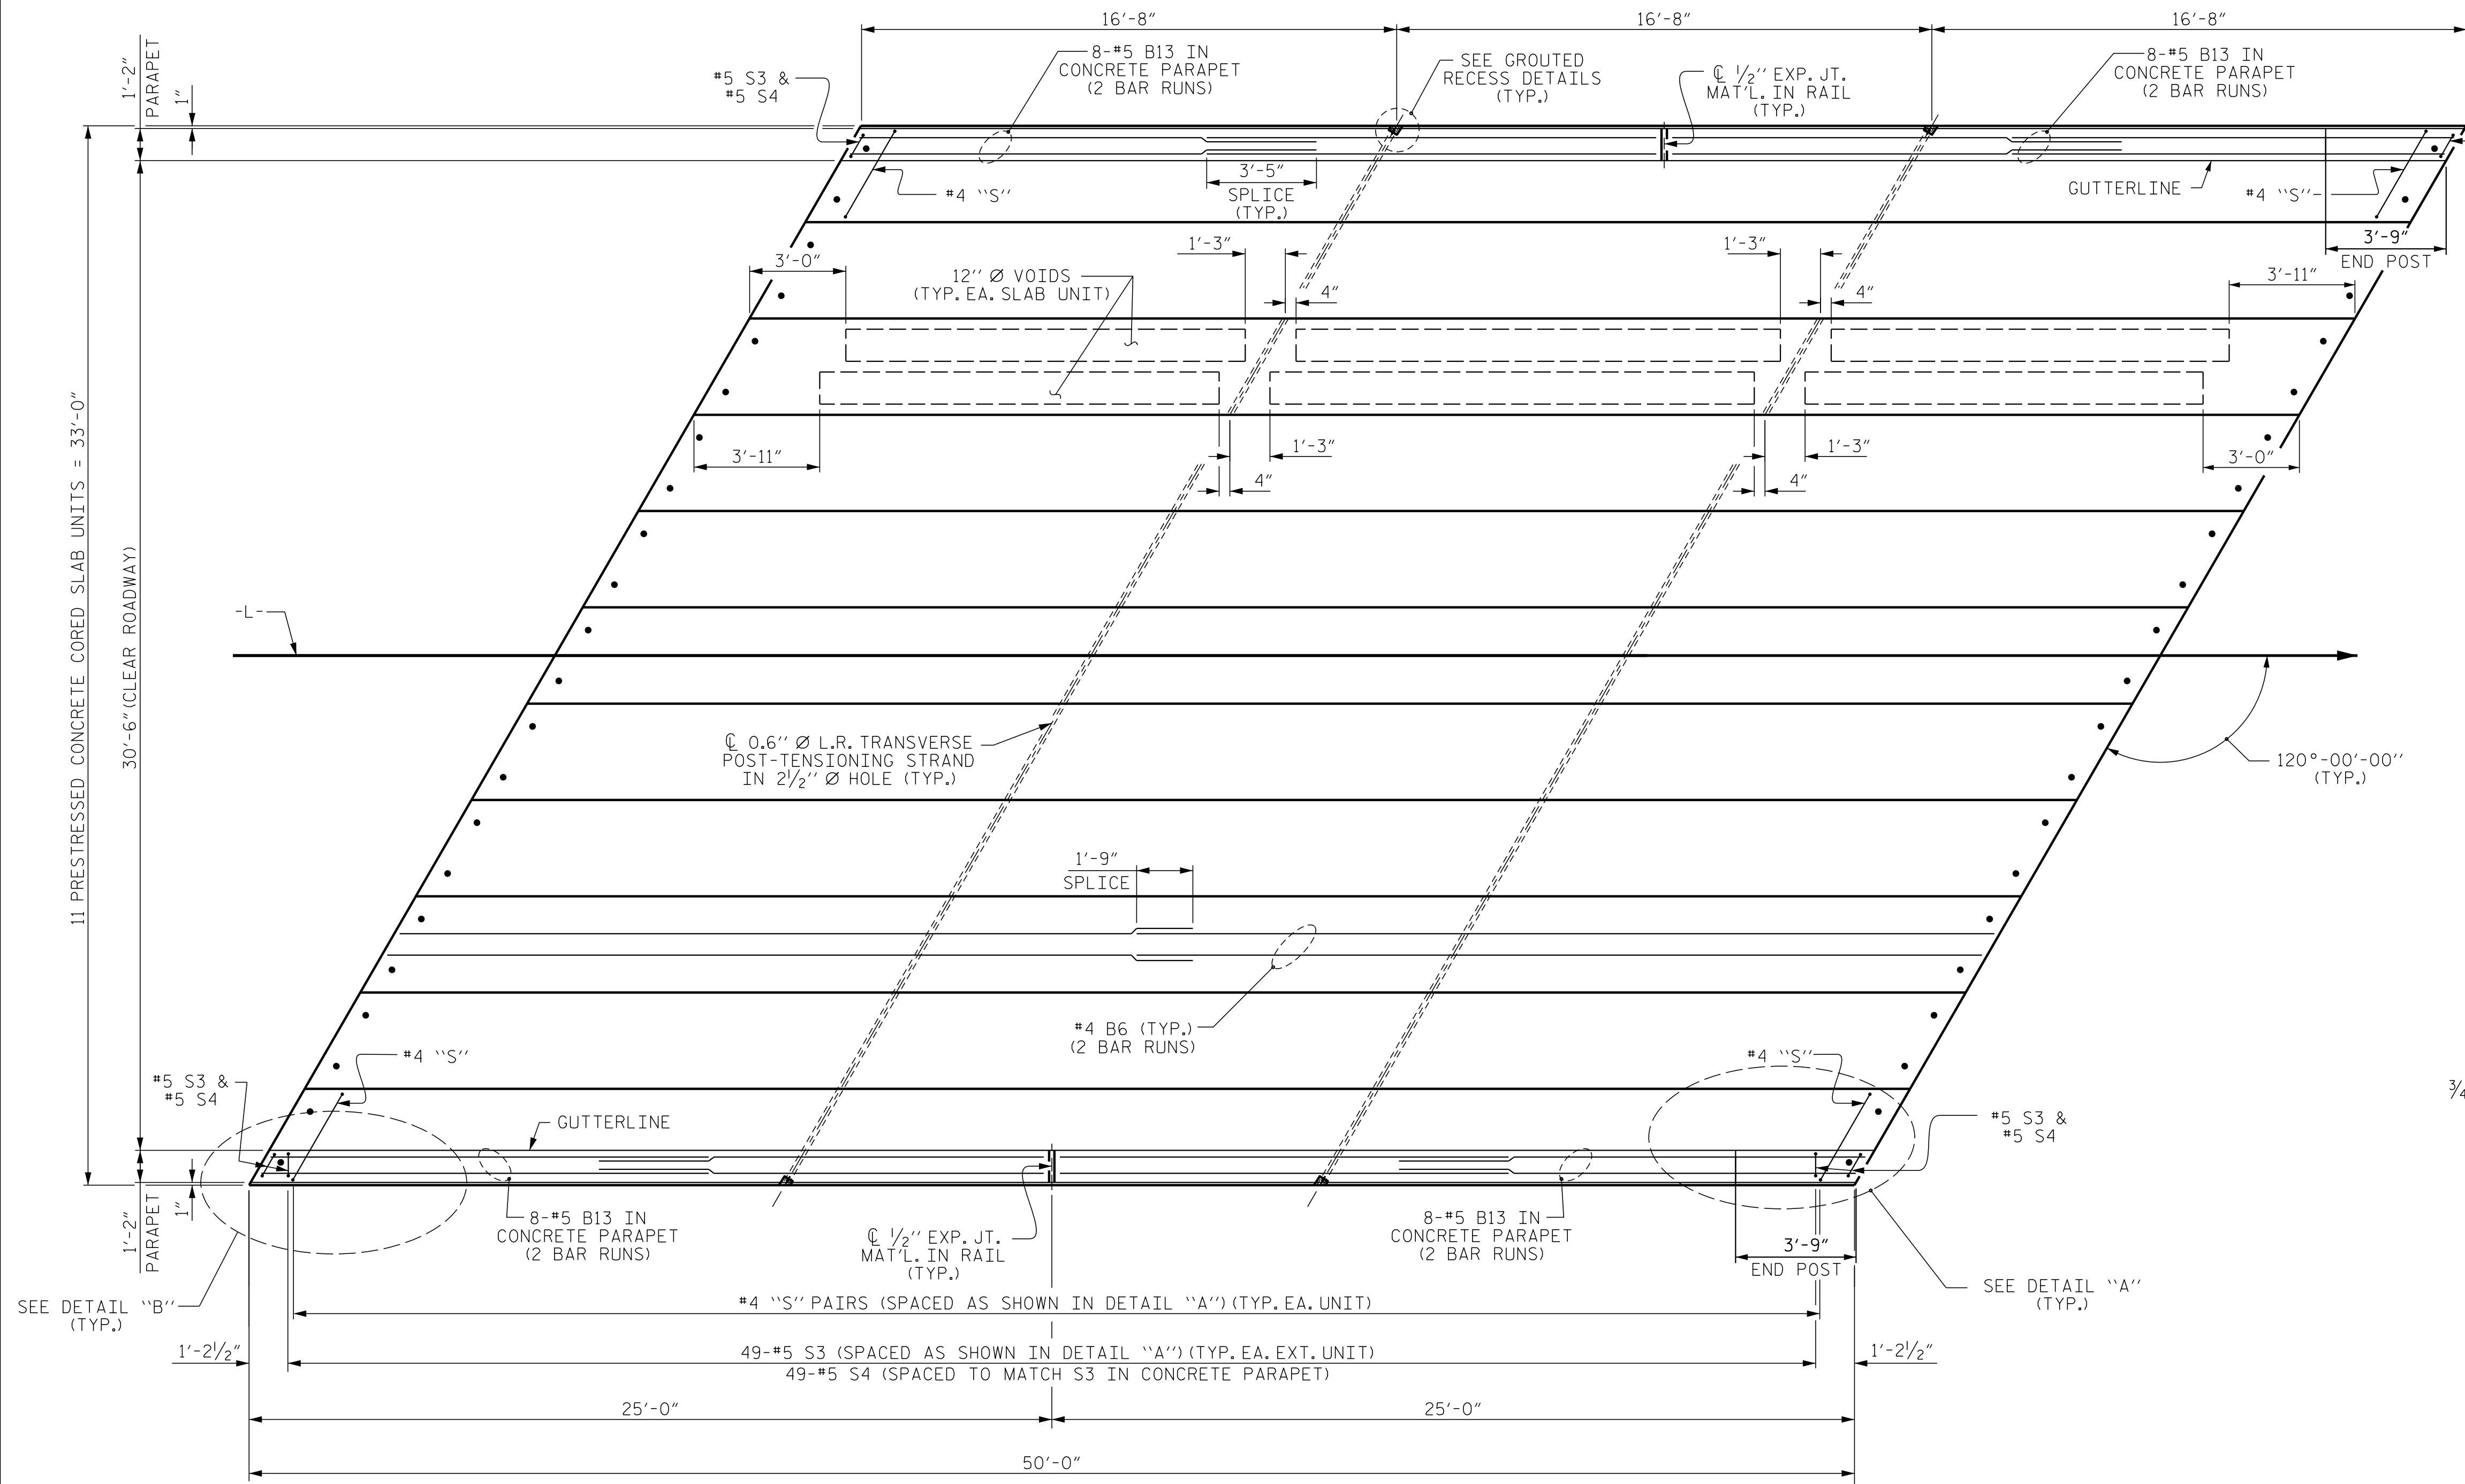 16'-8"
16'-8"
16'-8"
1'-2"
PARAPET
1"
#5 S3 &
#5 S4
8-#5 B13 IN
CONCRETE PARAPET
(2 BAR RUNS)
SEE GROUTED
RECESS DETAILS
(TYP.)
℄ 1/2'' EXP. JT.
MAT'L. IN RAIL
(TYP.)
8-#5 B13 IN
CONCRETE PARAPET
(2 BAR RUNS)
3'-5"
SPLICE
(TYP.)
#4 ``S''
GUTTERLINE
#4 ``S''
3'-9"
END POST
3'-0"
12'' Ø VOIDS
(TYP. EA. SLAB UNIT)
1'-3"
4"
1'-3"
4"
3'-11"
3'-11"
1'-3"
4"
1'-3"
4"
3'-0"
11 PRESTRESSED CONCRETE CORED SLAB UNITS = 33'-0"
30'-6" (CLEAR ROADWAY)
-L-
℄ 0.6'' Ø L.R. TRANSVERSE
POST-TENSIONING STRAND
IN 2 1/2'' Ø HOLE (TYP.)
120°-00'-00''
(TYP.)
1'-9"
SPLICE
#4 B6 (TYP.)
(2 BAR RUNS)
#4 ``S''
#5 S3 &
#5 S4
GUTTERLINE
#4 ``S''
#5 S3 &
#5 S4
3/4
1'-2"
PARAPET
1"
8-#5 B13 IN
CONCRETE PARAPET
(2 BAR RUNS)
℄ 1/2'' EXP. JT.
MAT'L. IN RAIL
(TYP.)
8-#5 B13 IN
CONCRETE PARAPET
(2 BAR RUNS)
3'-9"
END POST
SEE DETAIL ``B''
(TYP.)
SEE DETAIL ``A''
(TYP.)
#4 ``S'' PAIRS (SPACED AS SHOWN IN DETAIL ``A'') (TYP. EA. UNIT)
1'-2 1/2"
49-#5 S3 (SPACED AS SHOWN IN DETAIL ``A'') (TYP. EA. EXT. UNIT)
49-#5 S4 (SPACED TO MATCH S3 IN CONCRETE PARAPET)
1'-2 1/2"
25'-0"
25'-0"
50'-0"